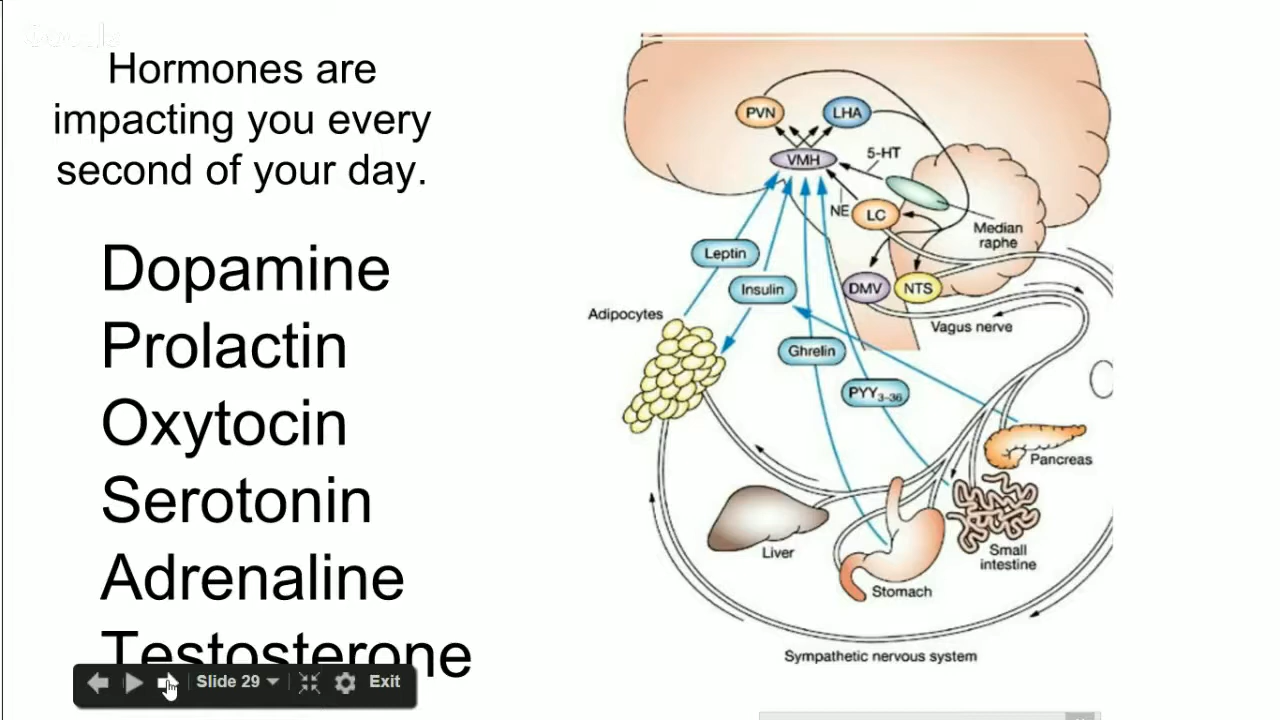 Goals
Hormones are
impacting you every
second of your day.
Dopamine
Prolactin
Oxytocin
Serotonin
Adrenaline
Testosterone
Slide 29
Exit
PVN
LHA
VMH
5-HT
NE
LC
Median
raphe
Leptin
Insulin
DMV
NTS
Adipocytes
Vagus nerve
Ghrelin
PYY3–36
Pancreas
Liver
Small
intestine
Stomach
Sympathetic nervous system